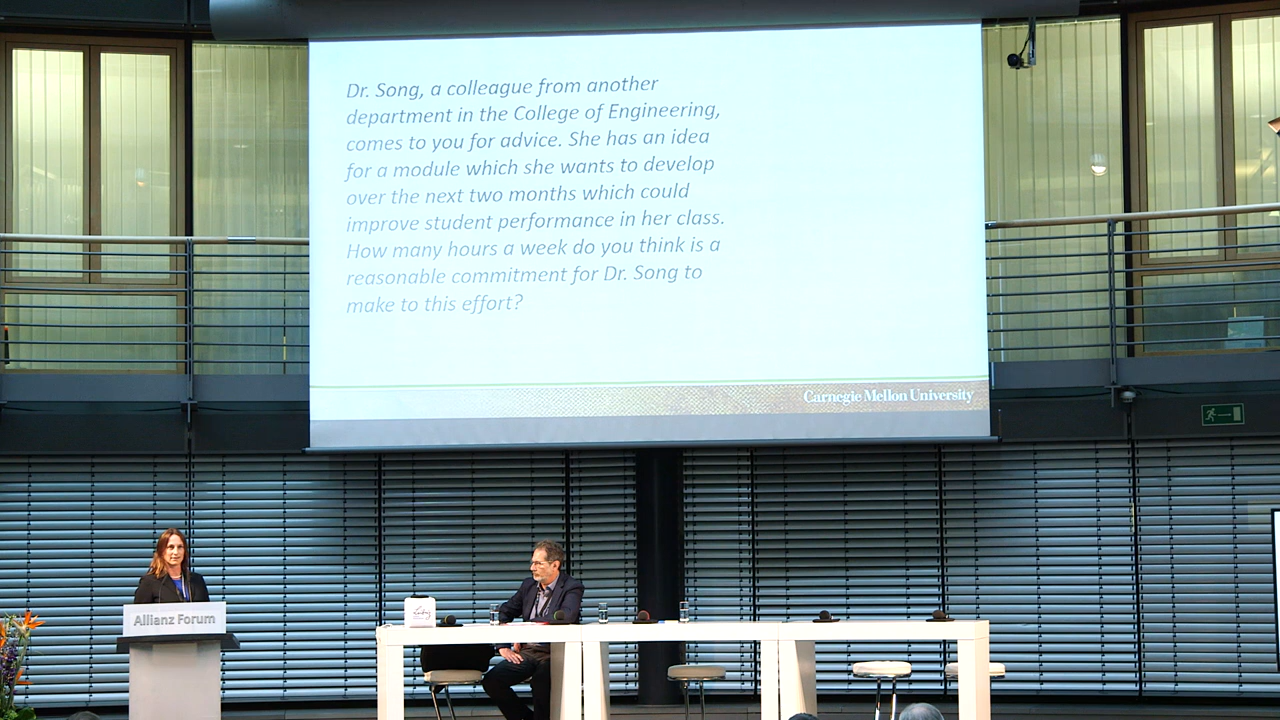 Dr. Song, a colleague from another
department in the College of Engineering,
comes to you for advice. She has an idea
for a module which she wants to develop
over the next two months which could
improve student performance in her class.
How many hours a week do you think is a
reasonable commitment for Dr. Song to
make to this effort?
Carnegie Mellon University
Allianz Forum